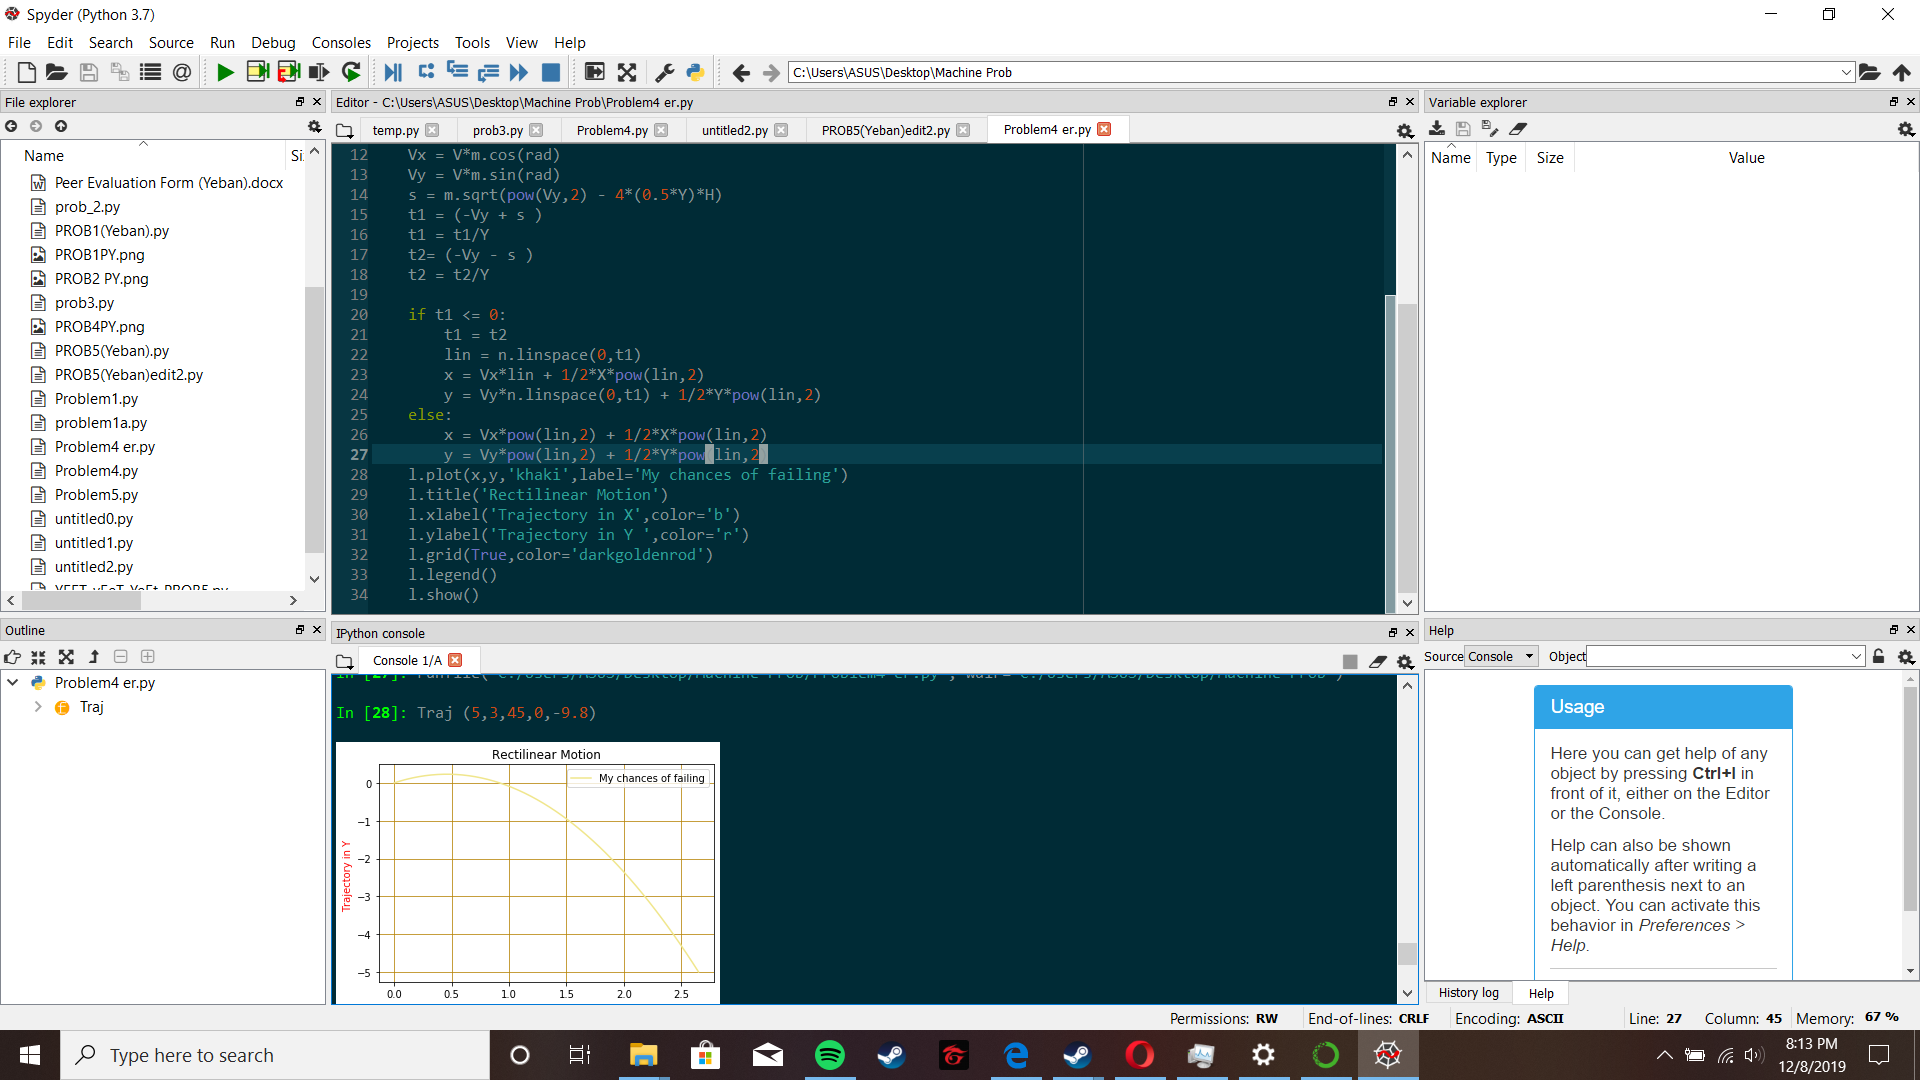 Spyder (Python 3.7)
File Edit Search Source Run Debug Consoles Projects Tools View Help
C:\Users\ASUS\Desktop\Machine Prob
File explorer
Name
Si
Peer Evaluation Form (Yeban).docx
prob_2.py
PROB1(Yeban).py
PROB1PY.png
PROB2 PY.png
prob3.py
PROB4PY.png
PROB5(Yeban).py
PROB5(Yeban)edit2.py
Problem1.py
problem1a.py
Problem4 er.py
Problem4.py
Problem5.py
untitled0.py
untitled1.py
untitled2.py
Outline
Problem4 er.py
Traj
Editor - C:\Users\ASUS\Desktop\Machine Prob\Problem4 er.py
temp.py prob3.py Problem4.py untitled2.py PROB5(Yeban)edit2.py Problem4 er.py
12 Vx = V*m.cos(rad)
13 Vy = V*m.sin(rad)
14 s = m.sqrt(pow(Vy,2) - 4*(0.5*Y)*H)
15 t1 = (-Vy + s )
16 t1 = t1/Y
17 t2= (-Vy - s )
18 t2 = t2/Y
19
20 if t1 <= 0:
21 t1 = t2
22 lin = n.linspace(0,t1)
23 x = Vx*lin + 1/2*X*pow(lin,2)
24 y = Vy*n.linspace(0,t1) + 1/2*Y*pow(lin,2)
25 else:
26 x = Vx*pow(lin,2) + 1/2*X*pow(lin,2)
27 y = Vy*pow(lin,2) + 1/2*Y*pow(lin,2)
28 l.plot(x,y,'khaki',label='My chances of failing')
29 l.title('Rectilinear Motion')
30 l.xlabel('Trajectory in X',color='b')
31 l.ylabel('Trajectory in Y ',color='r')
32 l.grid(True,color='darkgoldenrod')
33 l.legend()
34 l.show()
IPython console
Console 1/A
In [28]: Traj (5,3,45,0,-9.8)
Rectilinear Motion
My chances of failing
Trajectory in Y
0
−1
−2
−3
−4
−5
0.0 0.5 1.0 1.5 2.0 2.5
Variable explorer
Name Type Size Value
Help
Source Console Object
Usage
Here you can get help of any
object by pressing Ctrl+I in
front of it, either on the Editor
or the Console.
Help can also be shown
automatically after writing a
left parenthesis next to an
object. You can activate this
behavior in Preferences >
Help.
History log Help
Permissions: RW End-of-lines: CRLF Encoding: ASCII Line: 27 Column: 45 Memory: 67 %
Type here to search
8:13 PM
12/8/2019